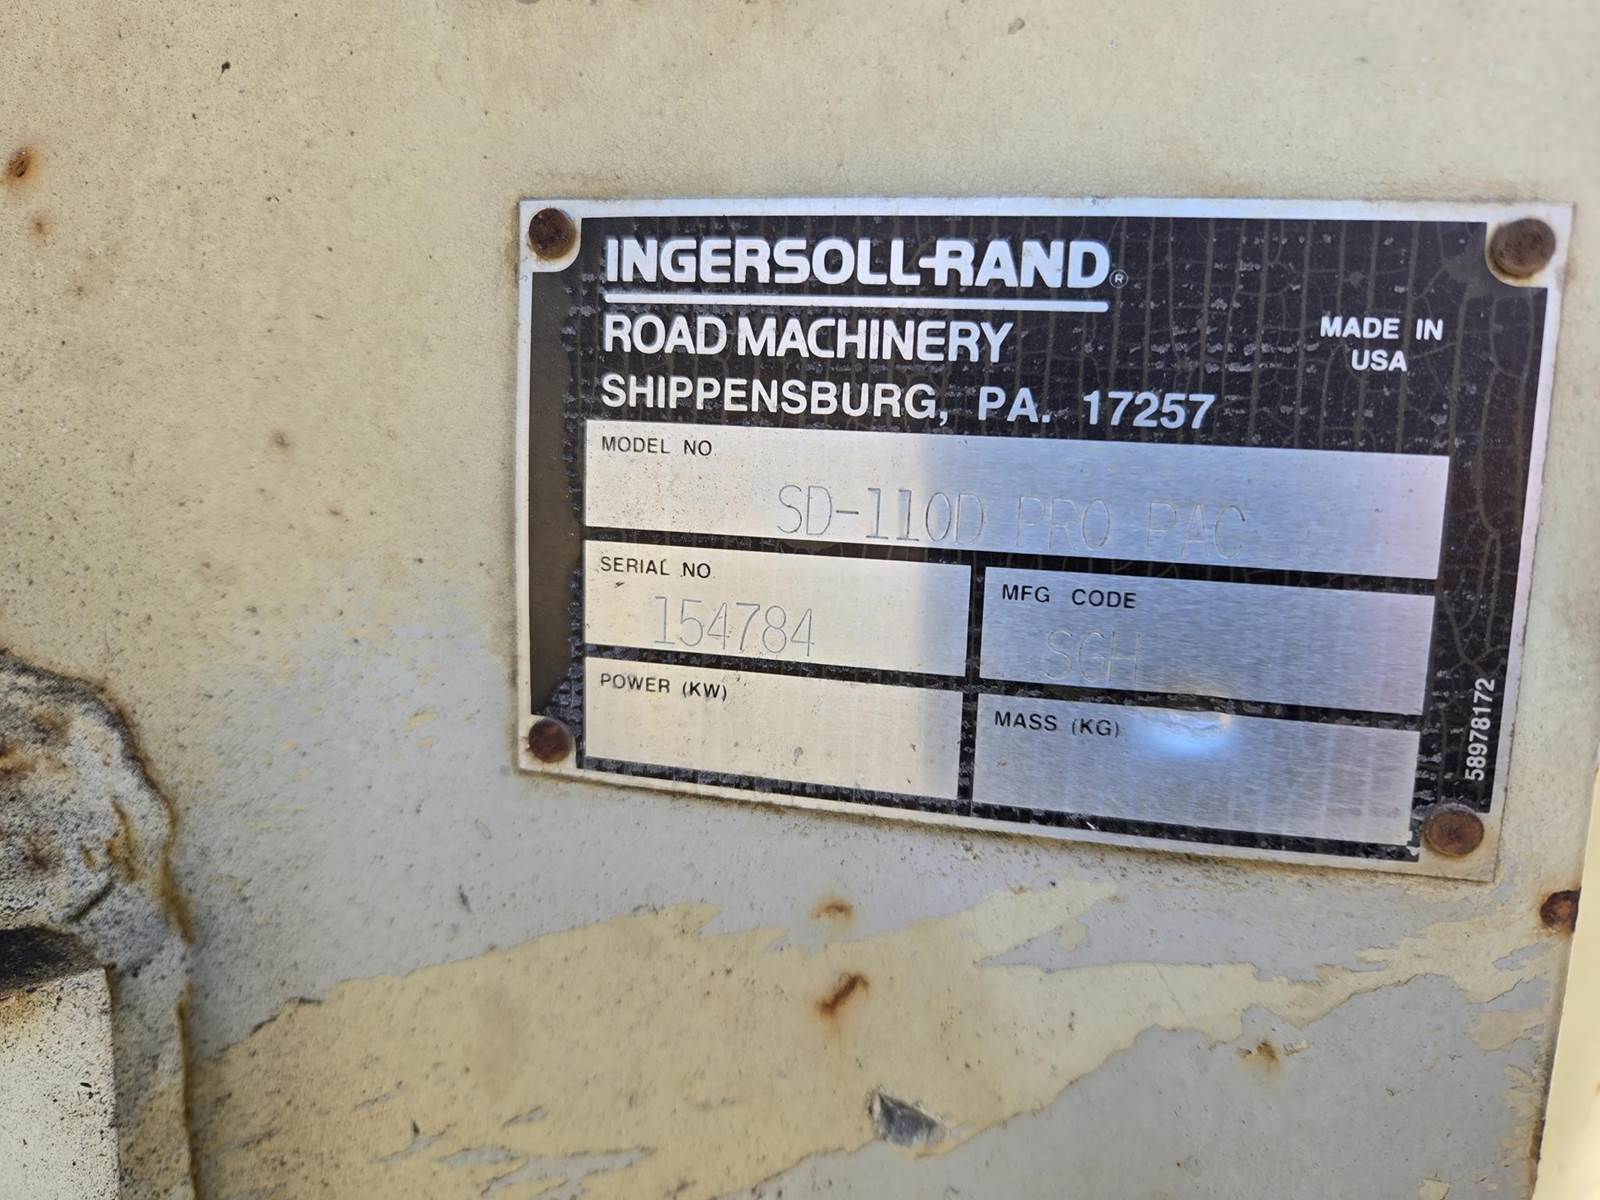 INGERSOLL-RAND®
ROAD MACHINERY
SHIPPENSBURG, PA. 17257
MADE IN
USA
MODEL NO
SD-110D PRO PAC
SERIAL NO
154784
MFG CODE
SGH
POWER (KW)
MASS (KG)
58978172